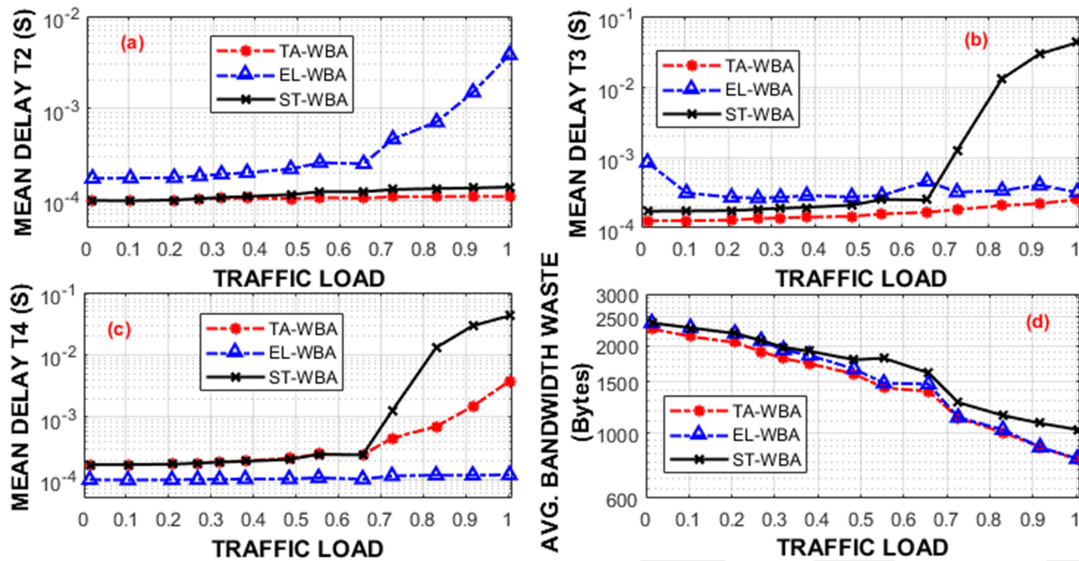 MEAN DELAY T2 (S)
10^-2
10^-3
10^-4
(a)
TA-WBA
EL-WBA
ST-WBA
0 0.1 0.2 0.3 0.4 0.5 0.6 0.7 0.8 0.9 1
TRAFFIC LOAD
MEAN DELAY T3 (S)
10^-1
10^-2
10^-3
10^-4
(b)
TA-WBA
EL-WBA
ST-WBA
0 0.1 0.2 0.3 0.4 0.5 0.6 0.7 0.8 0.9 1
TRAFFIC LOAD
MEAN DELAY T4 (S)
10^-1
10^-2
10^-3
10^-4
(c)
TA-WBA
EL-WBA
ST-WBA
0 0.1 0.2 0.3 0.4 0.5 0.6 0.7 0.8 0.9 1
TRAFFIC LOAD
AVG. BANDWIDTH WASTE
(Bytes)
3000
2500
2000
1500
1000
600
(d)
TA-WBA
EL-WBA
ST-WBA
0 0.1 0.2 0.3 0.4 0.5 0.6 0.7 0.8 0.9 1
TRAFFIC LOAD